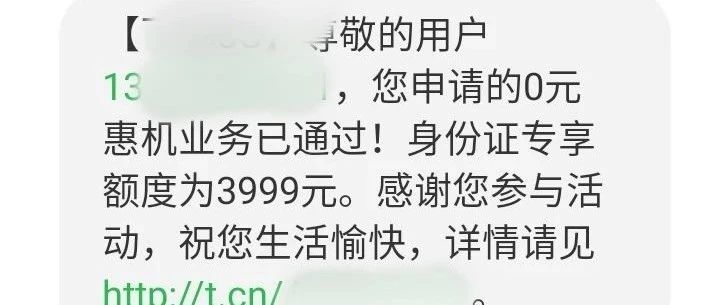 【 尊敬的用户
13 ，您申请的0元
惠机业务已通过！身份证专享
额度为3999元。感谢您参与活
动，祝您生活愉快，详情请见
http://t.cn/ 。